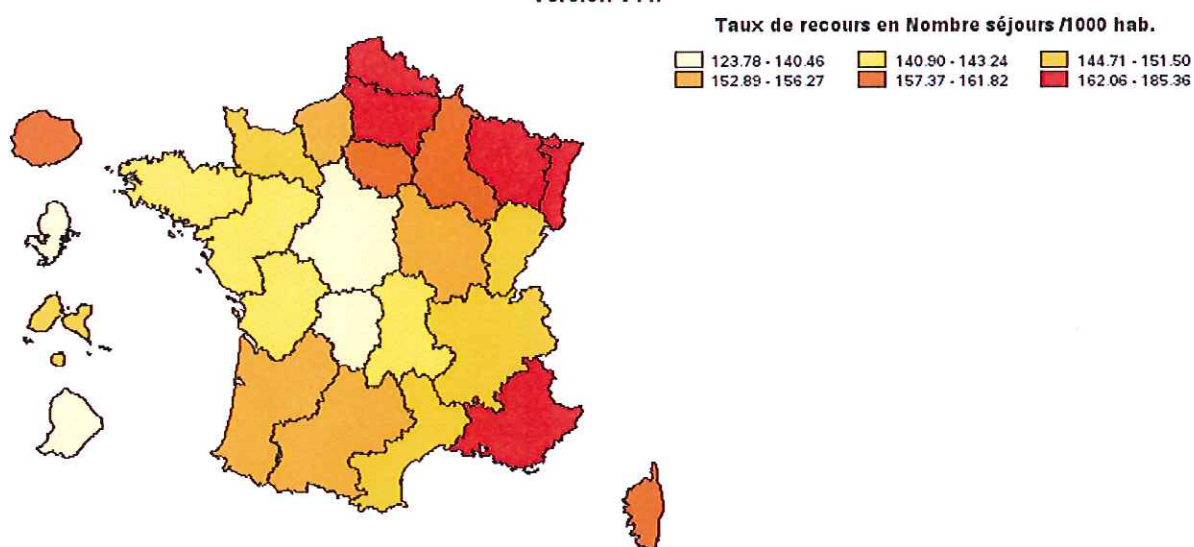 Taux de recours en Nombre séjours /1000 hab.
123.78 - 140.46 140.90 - 143.24 144.71 - 151.50
152.89 - 156.27 157.37 - 161.82 162.06 - 185.36